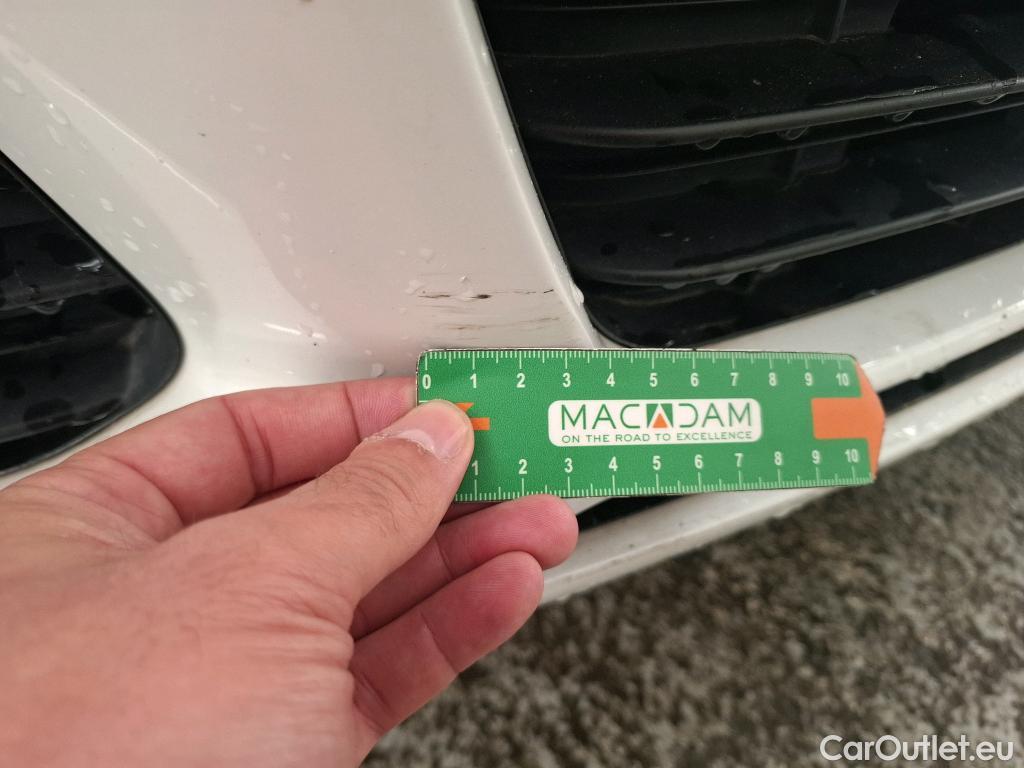 0 1 2 3 4 5 6 7 8 9 10
MACADAM
ON THE ROAD TO EXCELLENCE
1 2 3 4 5 6 7 8 9 10
CarOutlet.eu